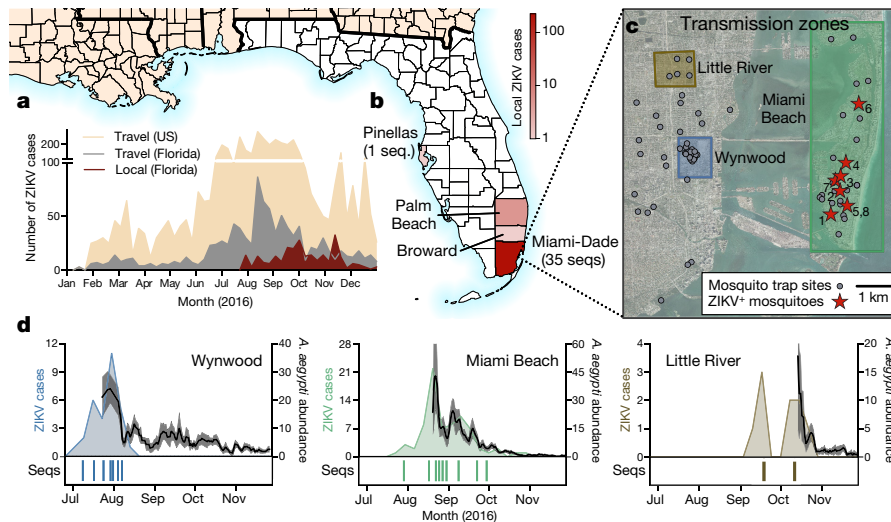 a
Travel (US)
Travel (Florida)
Local (Florida)
Number of ZIKV cases
200
100
50
0
Jan Feb Mar Apr May Jun Jul Aug Sep Oct Nov Dec
Month (2016)
b
Local ZIKV cases
100
10
1
Pinellas
(1 seq.)
Palm
Beach
Broward
Miami-Dade
(35 seqs)
c
Transmission zones
Little River
Miami
Beach
Wynwood
6
4
3
7
2
5,8
1
Mosquito trap sites
ZIKV+ mosquitoes
1 km
d
Wynwood
ZIKV cases
12
9
6
3
0
40
30
20
10
0
A. aegypti abundance
Seqs
Jul Aug Sep Oct Nov
Miami Beach
ZIKV cases
28
21
14
7
0
60
45
30
15
0
A. aegypti abundance
Jul Aug Sep Oct Nov
Month (2016)
Little River
ZIKV cases
4
3
2
1
0
20
15
10
5
0
A. aegypti abundance
Seqs
Jul Aug Sep Oct Nov